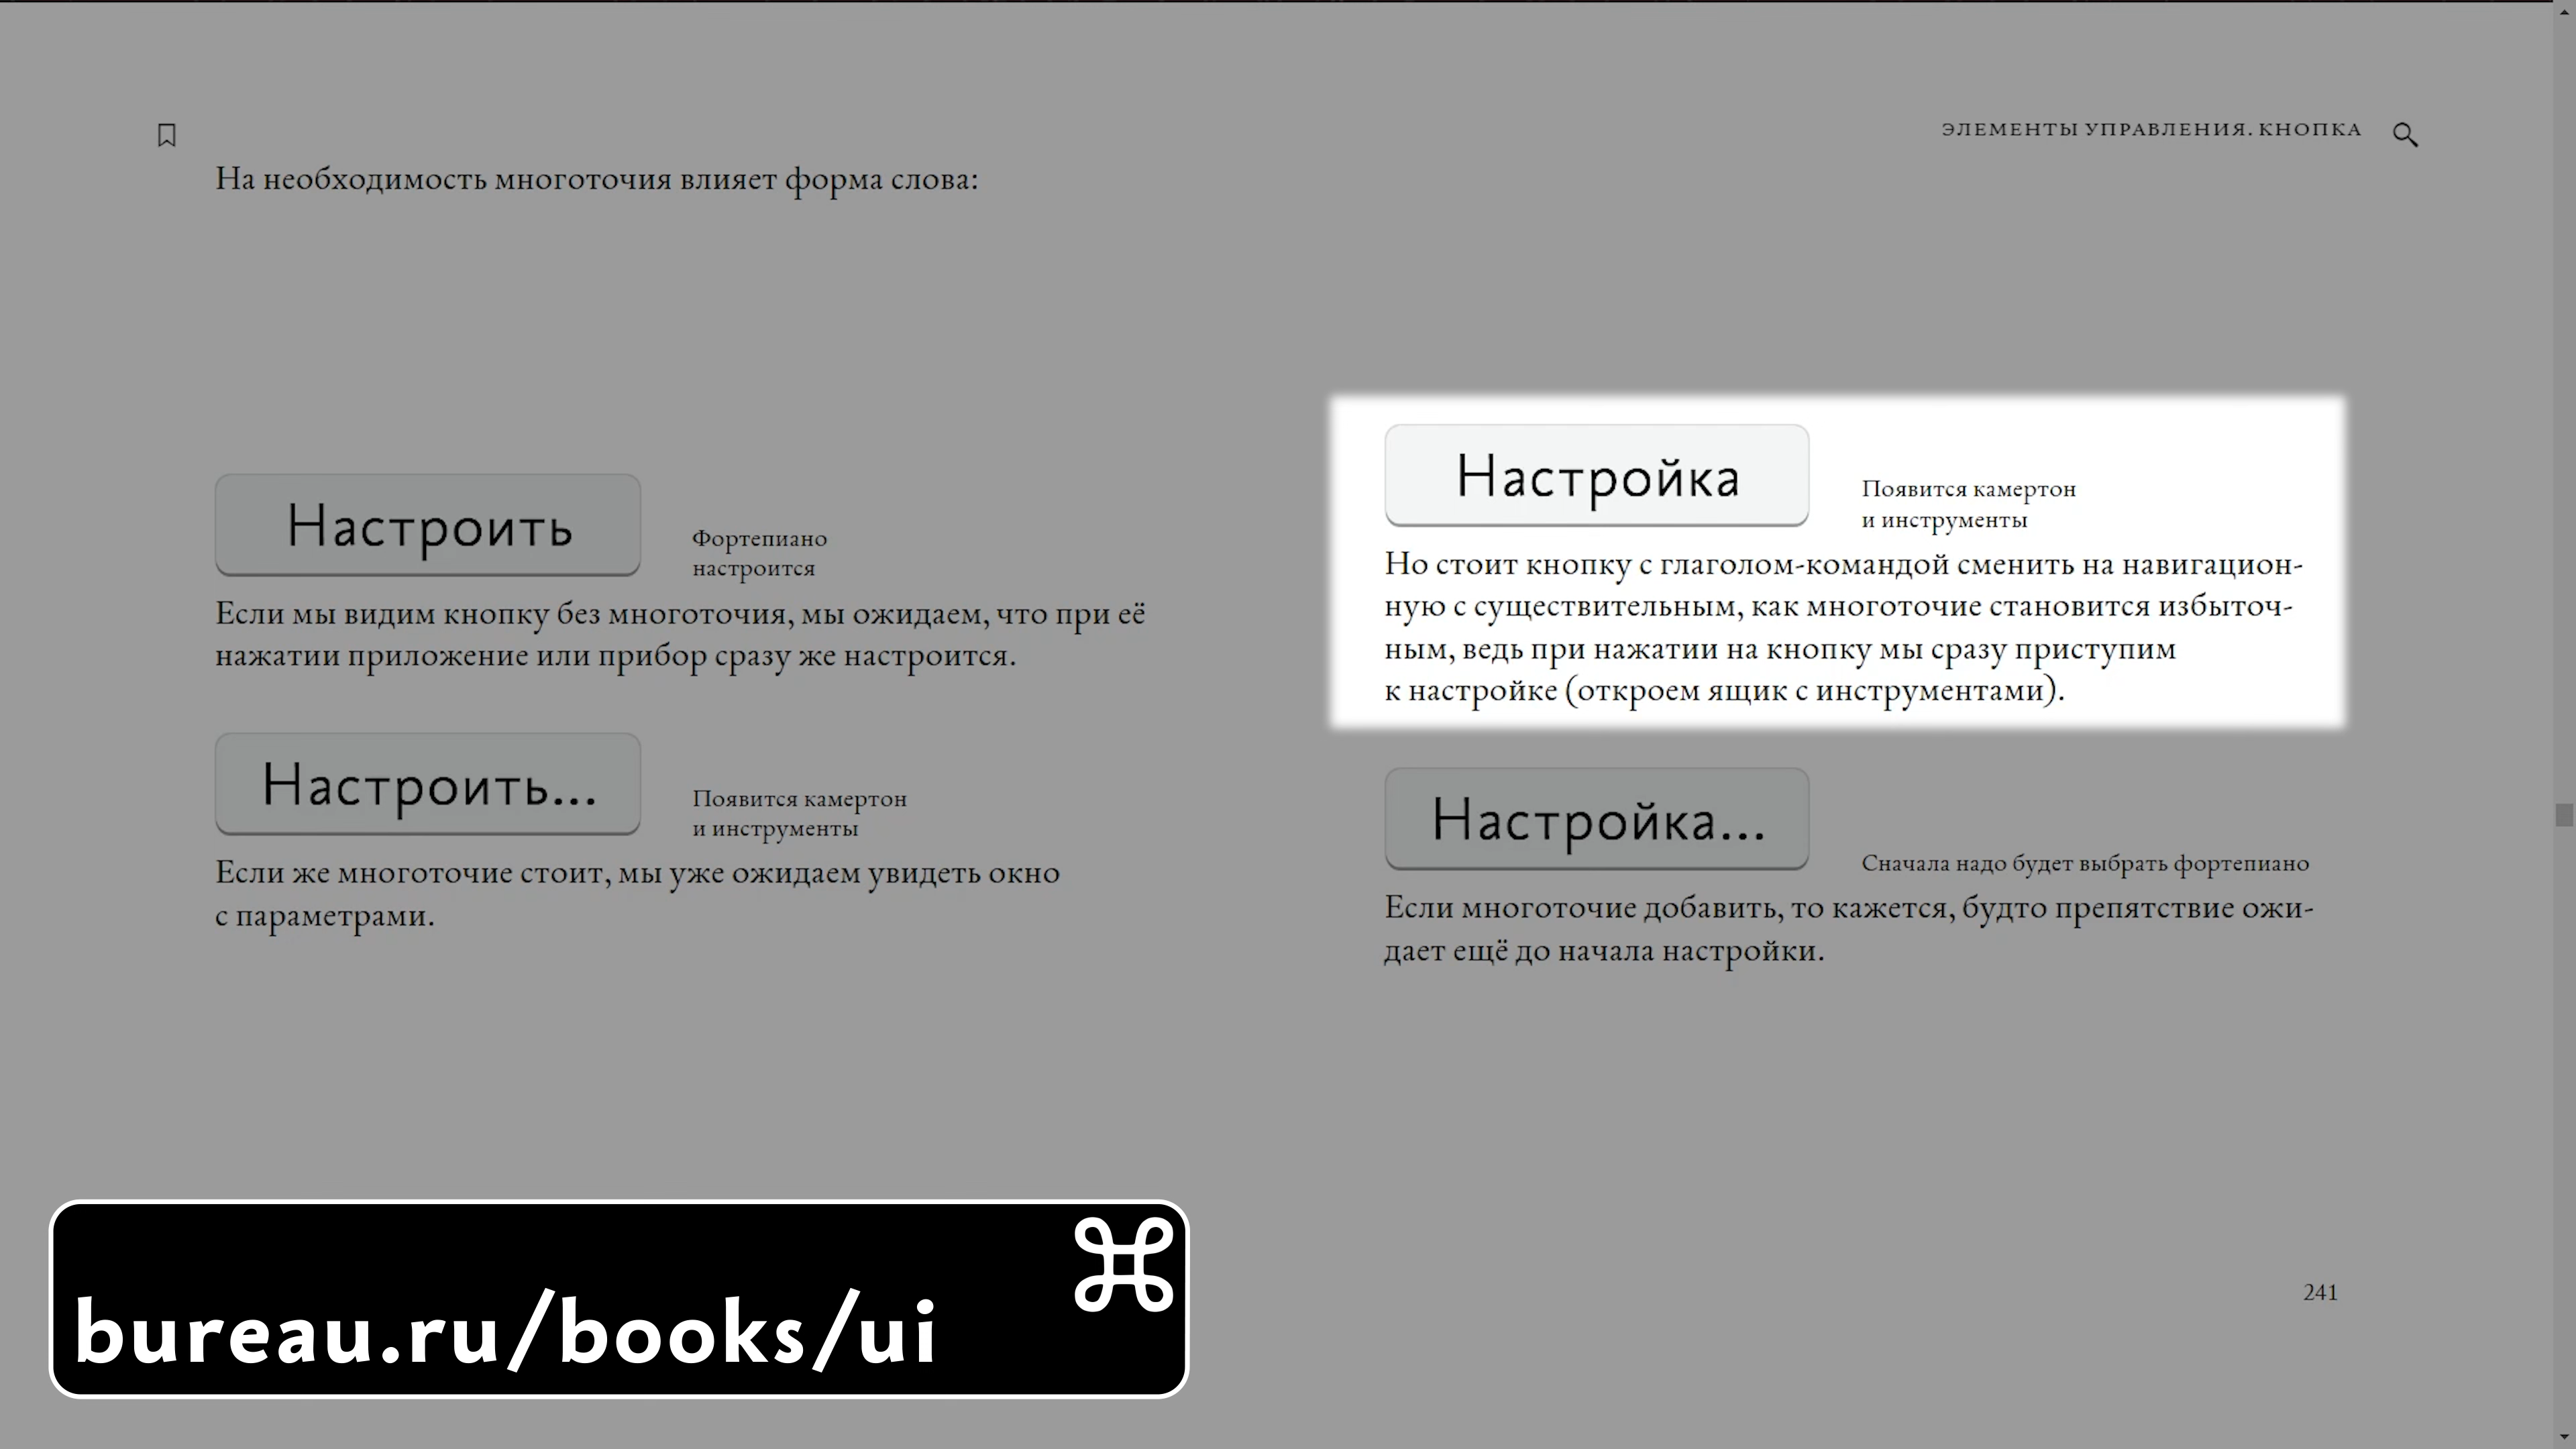 ЭЛЕМЕНТЫ УПРАВЛЕНИЯ. КНОПКА
На необходимость многоточия влияет форма слова:
Настроить
Фортепиано
настроится
Если мы видим кнопку без многоточия, мы ожидаем, что при её
нажатии приложение или прибор сразу же настроится.
Настроить...
Появится камертон
и инструменты
Если же многоточие стоит, мы уже ожидаем увидеть окно
с параметрами.
Настройка
Появится камертон
и инструменты
Но стоит кнопку с глаголом-командой сменить на навигацион-
ную с существительным, как многоточие становится избыточ-
ным, ведь при нажатии на кнопку мы сразу приступим
к настройке (откроем ящик с инструментами).
Настройка...
Сначала надо будет выбрать фортепиано
Если многоточие добавить, то кажется, будто препятствие ожи-
дает ещё до начала настройки.
241
⌘
bureau.ru/books/ui